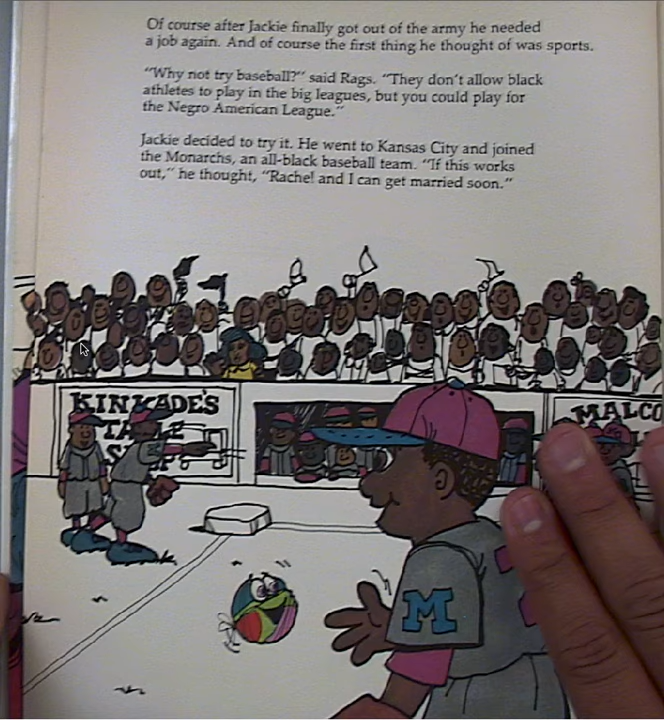 Of course after Jackie finally got out of the army he needed
a job again. And of course the first thing he thought of was sports.
"Why not try baseball?" said Rags. "They don't allow black
athletes to play in the big leagues, but you could play for
the Negro American League."
Jackie decided to try it. He went to Kansas City and joined
the Monarchs, an all-black baseball team. "If this works
out," he thought, "Rachel and I can get married soon."
KINKADE'S
MALCO
M